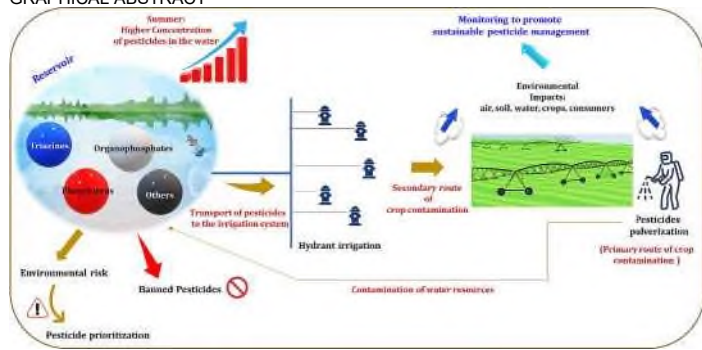 GRAPHICAL ABSTRACT
Summer:
Higher Concentration
of pesticides in the water
Monitoring to promote
sustainable pesticide management
Reservoir
Environmental
Impacts:
air, soil, water, crops, consumers
Triazines
Organophosphates
Others
Secondary route
of
crop contamination
Transport of pesticides
to the irrigation system
Hydrant irrigation
Pesticides
pulverization
(Primary route of crop
contamination )
Environmental risk
Banned Pesticides
Contamination of water resources
Pesticide prioritization